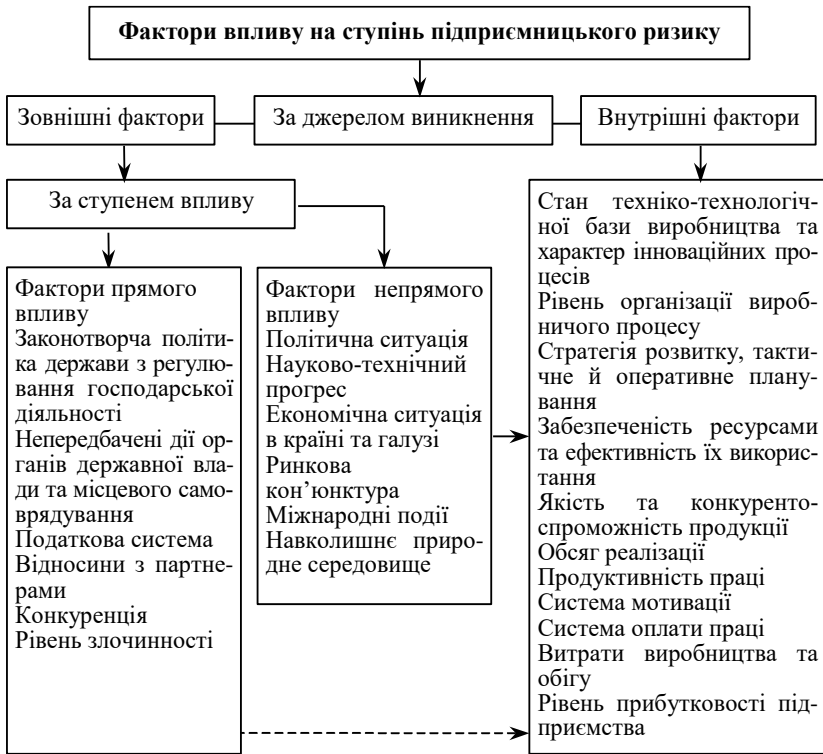 Фактори впливу на ступінь підприємницького ризику
Зовнішні фактори
За джерелом виникнення
Внутрішні фактори
За ступенем впливу
Фактори прямого
впливу
Законотворча політи-
ка держави з регулю-
вання господарської
діяльності
Непередбачені дії ор-
ганів державної вла-
ди та місцевого само-
врядування
Податкова система
Відносини з партне-
рами
Конкуренція
Рівень злочинності
Фактори непрямого
впливу
Політична ситуація
Науково-технічний
прогрес
Економічна ситуація
в країні та галузі
Ринкова
кон’юнктура
Міжнародні події
Навколишнє приро-
дне середовище
Стан техніко-технологіч-
ної бази виробництва та
характер інноваційних про-
цесів
Рівень організації вироб-
ничого процесу
Стратегія розвитку, такти-
чне й оперативне плану-
вання
Забезпеченість ресурсами
та ефективність їх викорис-
тання
Якість та конкуренто-
спроможність продукції
Обсяг реалізації
Продуктивність праці
Система мотивації
Система оплати праці
Витрати виробництва та
обігу
Рівень прибутковості під-
приємства